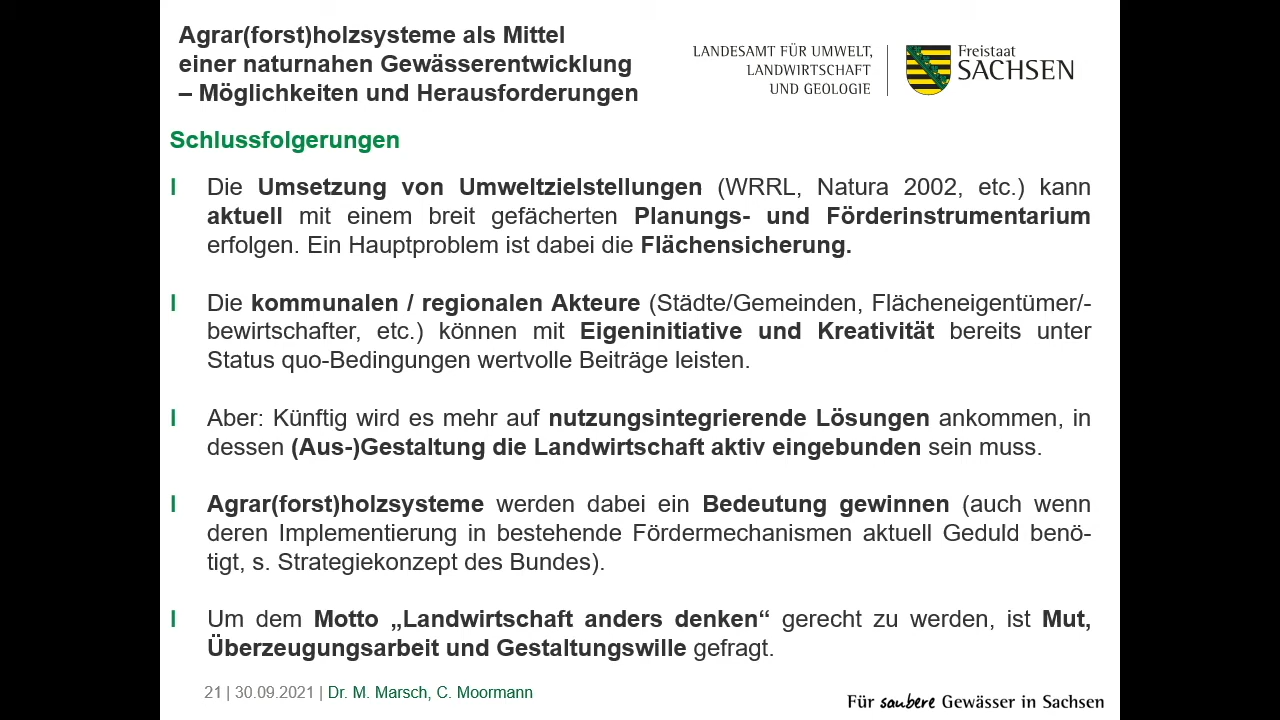 Agrar(forst)holzsysteme als Mittel
einer naturnahen Gewässerentwicklung
– Möglichkeiten und Herausforderungen
LANDESAMT FÜR UMWELT,
LANDWIRTSCHAFT
UND GEOLOGIE
Freistaat
SACHSEN
Schlussfolgerungen
l Die Umsetzung von Umweltzielstellungen (WRRL, Natura 2002, etc.) kann
aktuell mit einem breit gefächerten Planungs- und Förderinstrumentarium
erfolgen. Ein Hauptproblem ist dabei die Flächensicherung.
l Die kommunalen / regionalen Akteure (Städte/Gemeinden, Flächeneigentümer/-
bewirtschafter, etc.) können mit Eigeninitiative und Kreativität bereits unter
Status quo-Bedingungen wertvolle Beiträge leisten.
l Aber: Künftig wird es mehr auf nutzungsintegrierende Lösungen ankommen, in
dessen (Aus-)Gestaltung die Landwirtschaft aktiv eingebunden sein muss.
l Agrar(forst)holzsysteme werden dabei ein Bedeutung gewinnen (auch wenn
deren Implementierung in bestehende Fördermechanismen aktuell Geduld benö-
tigt, s. Strategiekonzept des Bundes).
l Um dem Motto „Landwirtschaft anders denken“ gerecht zu werden, ist Mut,
Überzeugungsarbeit und Gestaltungswille gefragt.
21 | 30.09.2021 | Dr. M. Marsch, C. Moormann
Für saubere Gewässer in Sachsen